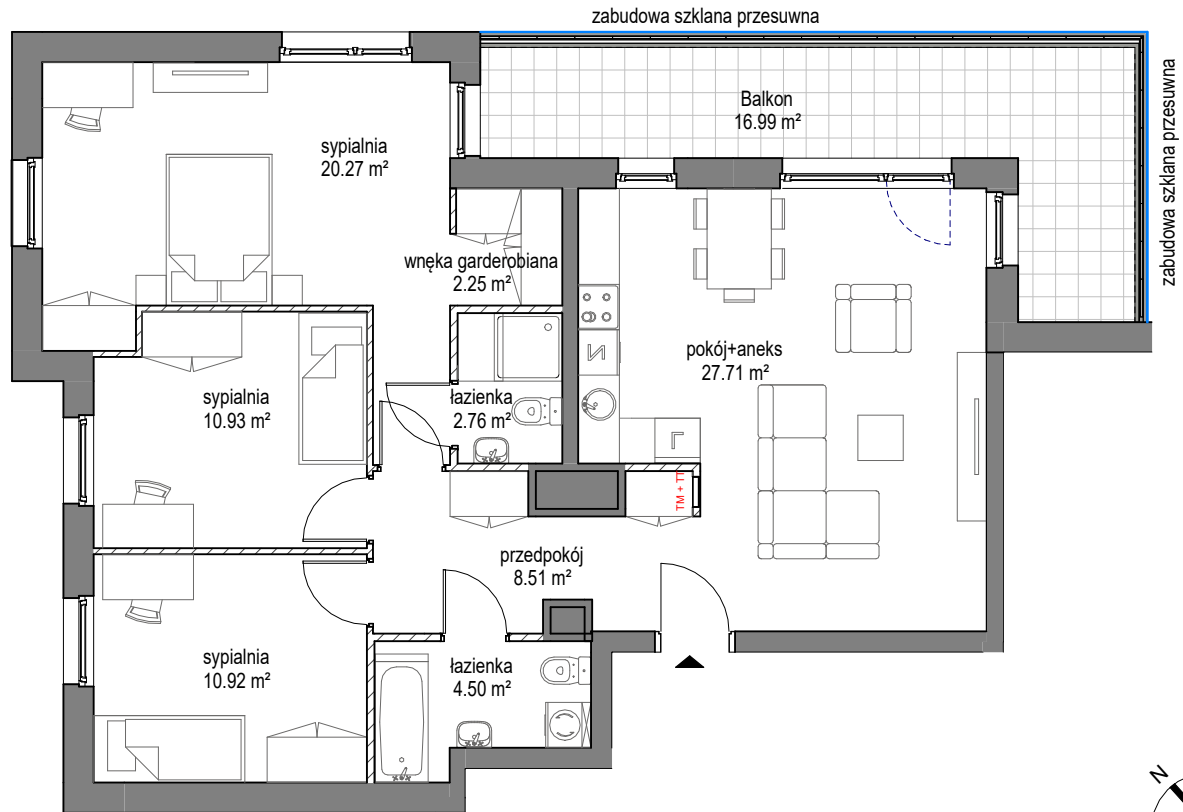 zabudowa szklana przesuwna
Balkon
16.99 m²
zabudowa szklana przesuwna
sypialnia
20.27 m²
wnęka garderobiana
2.25 m²
pokój+aneks
27.71 m²
sypialnia
10.93 m²
łazienka
2.76 m²
N
L
TM + TT
przedpokój
8.51 m²
sypialnia
10.92 m²
łazienka
4.50 m²
N